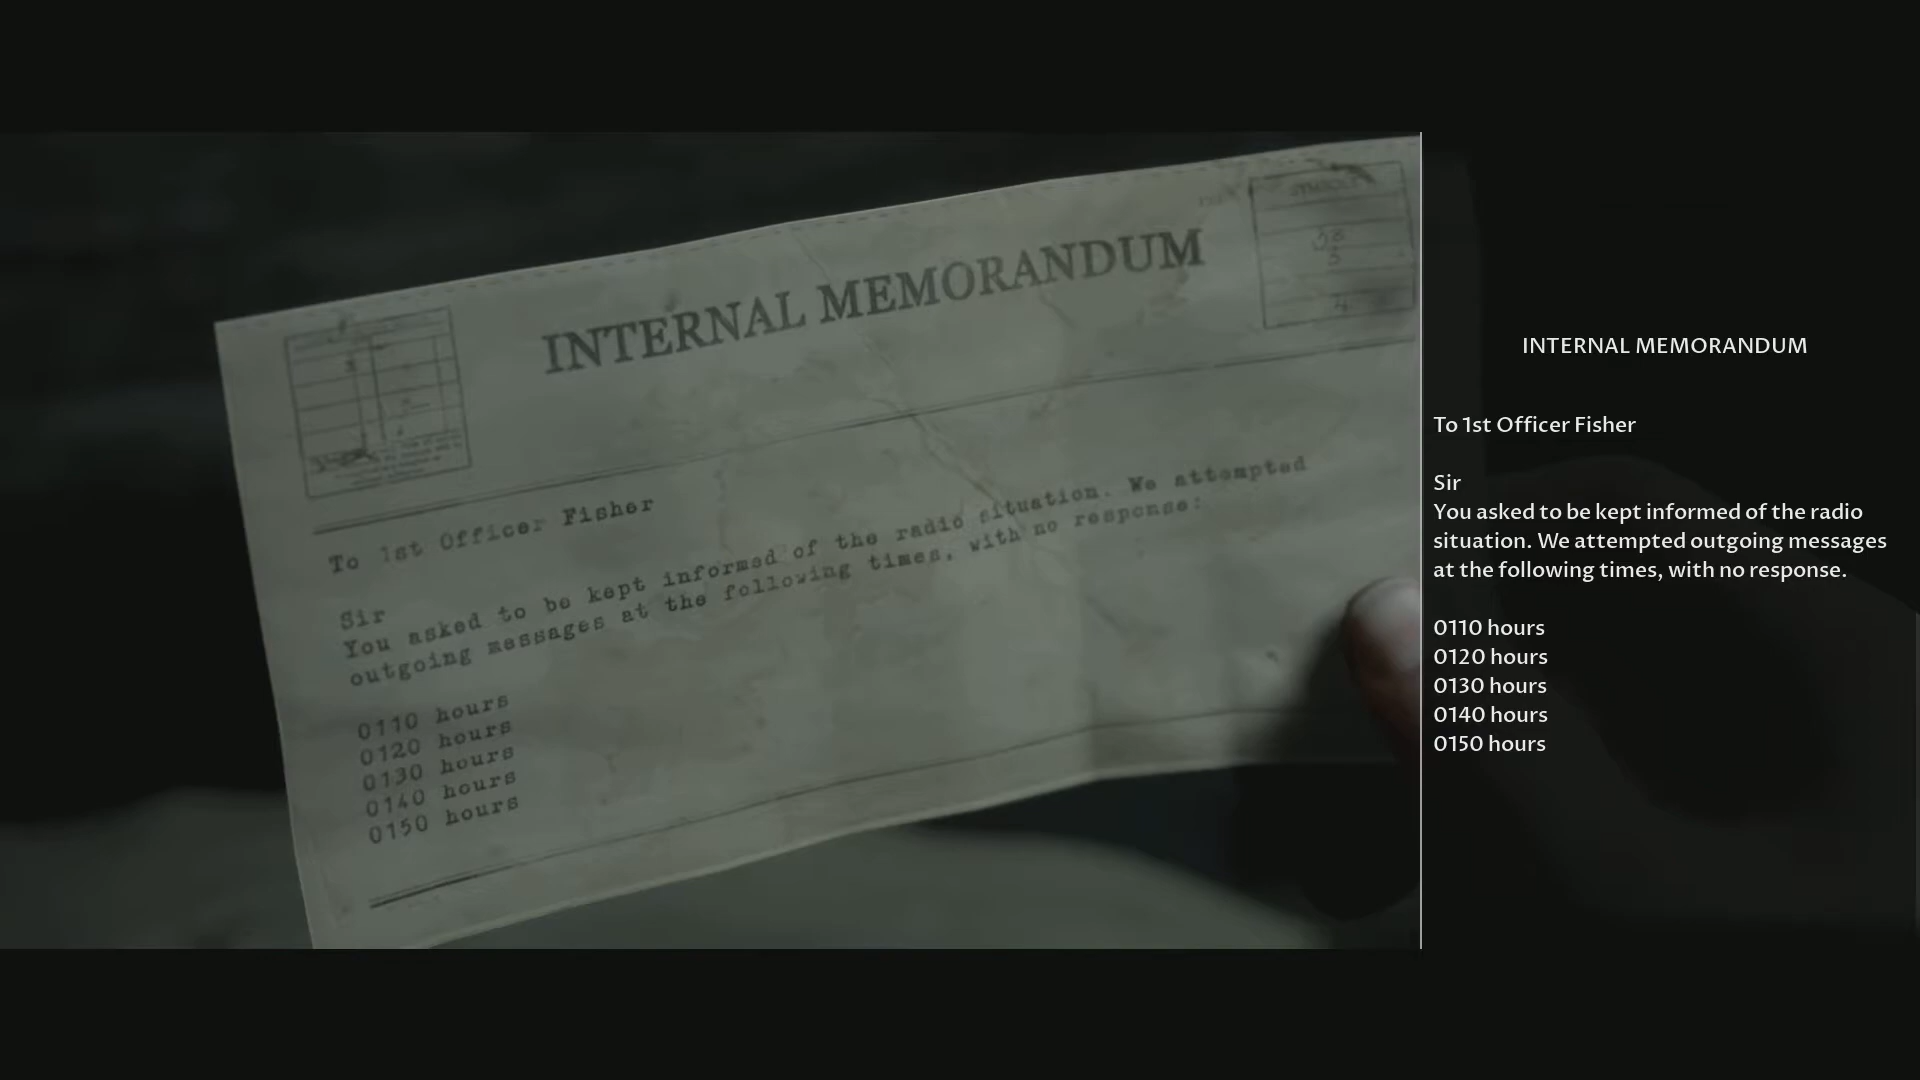 INTERNAL MEMORANDUM
To 1st Officer Fisher
Sir
You asked to be kept informed of the radio situation. We attempted
outgoing messages at the following times, with no response:
0110 hours
0120 hours
0130 hours
0140 hours
0150 hours
INTERNAL MEMORANDUM
To 1st Officer Fisher
Sir
You asked to be kept informed of the radio
situation. We attempted outgoing messages
at the following times, with no response.
0110 hours
0120 hours
0130 hours
0140 hours
0150 hours